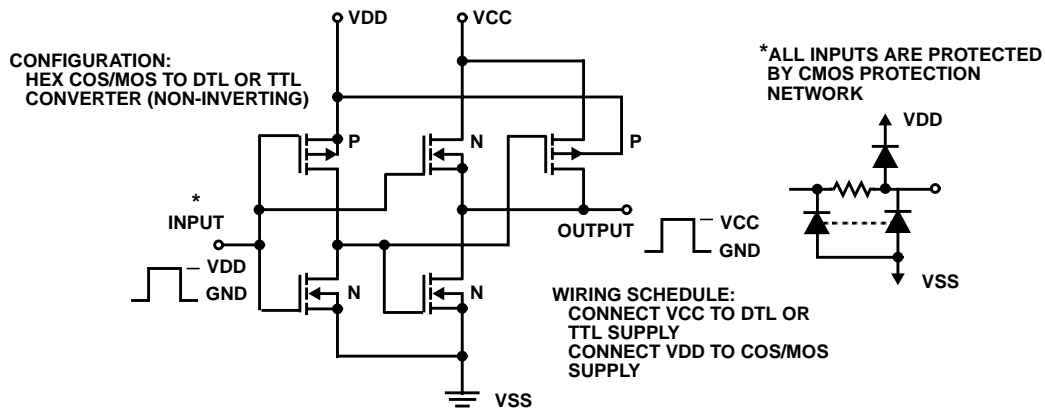 VDD
VCC
CONFIGURATION:
HEX COS/MOS TO DTL OR TTL
CONVERTER (NON-INVERTING)
*ALL INPUTS ARE PROTECTED
BY CMOS PROTECTION
NETWORK
VDD
P
N
P
*
INPUT
OUTPUT
VCC
GND
VDD
GND
N
N
VSS
WIRING SCHEDULE:
CONNECT VCC TO DTL OR
TTL SUPPLY
CONNECT VDD TO COS/MOS
SUPPLY
VSS